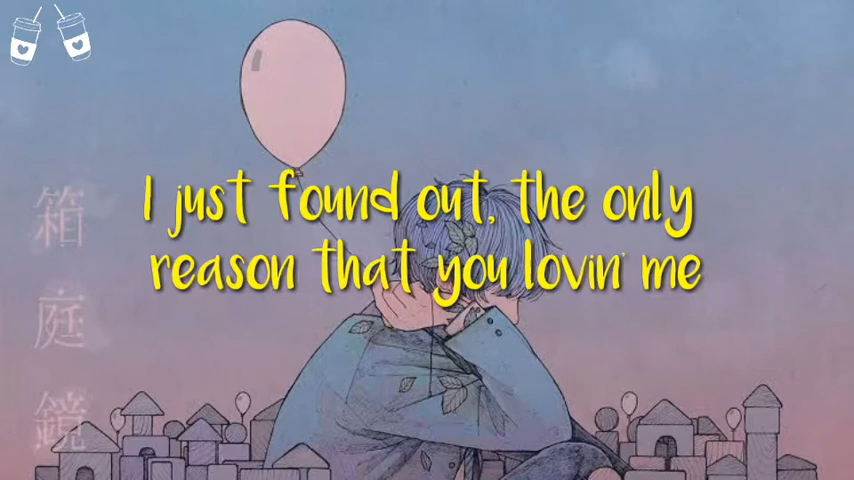 I just found out, the only
reason that you lovin' me
箱
庭
鏡